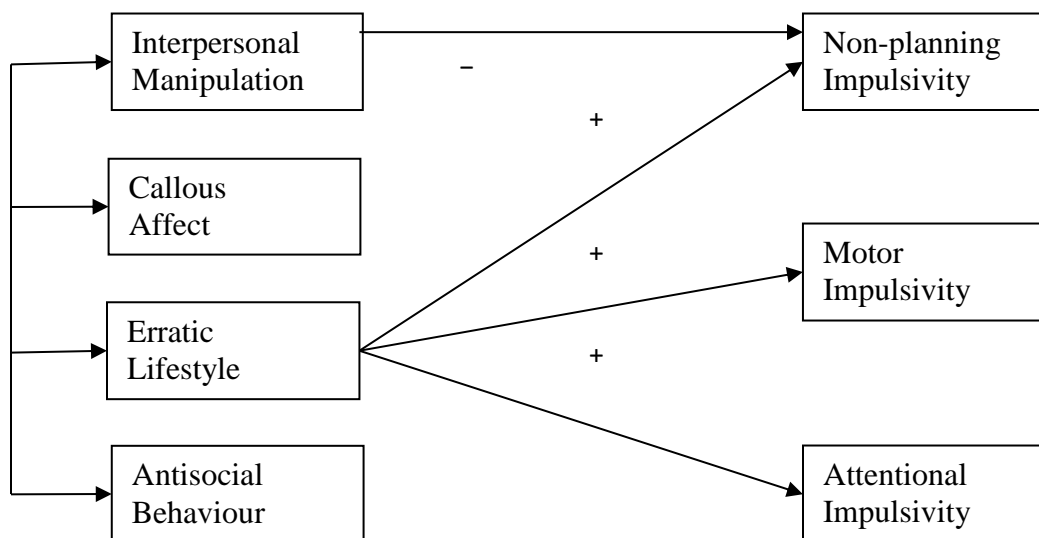 Interpersonal
Manipulation
Non-planning
Impulsivity
–
+
Callous
Affect
+
Motor
Impulsivity
Erratic
Lifestyle
+
Antisocial
Behaviour
Attentional
Impulsivity